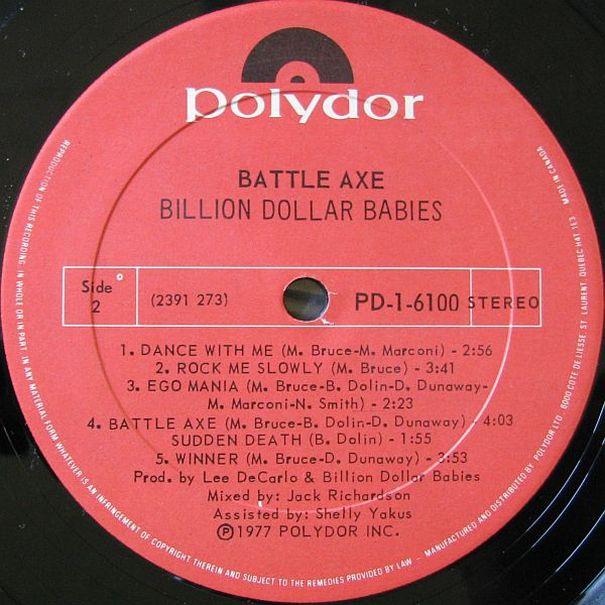 polydor
BATTLE AXE
BILLION DOLLAR BABIES
Side
2
(2391 273)
PD-1-6100
STEREO
1. DANCE WITH ME (M. Bruce-M. Marconi) - 2:56
2. ROCK ME SLOWLY (M. Bruce) - 3:41
3. EGO MANIA (M. Bruce-B. Dolin-D. Dunaway-
M. Marconi-N. Smith) - 2:23
4. BATTLE AXE (M. Bruce-B. Dolin-D. Dunaway) - 4:03
SUDDEN DEATH (B. Dolin) - 1:55
5. WINNER (M. Bruce-D. Dunaway) - 3:53
Prod. by Lee DeCarlo & Billion Dollar Babies
Mixed by: Jack Richardson
Assisted by: Shelly Yakus
Ⓟ1977 POLYDOR INC.
REPRODUCTION OF THIS RECORDING IN WHOLE OR IN PART, IN ANY MATERIAL FORM WHATEVER IS AN INFRINGEMENT OF COPYRIGHT THEREIN AND SUBJECT TO THE REMEDIES PROVIDED BY LAW - MANUFACTURED AND DISTRIBUTED BY POLYDOR LTD. 6000 COTE DE LIESSE, ST LAURENT, QUEBEC H4T 1E3 MADE IN CANADA